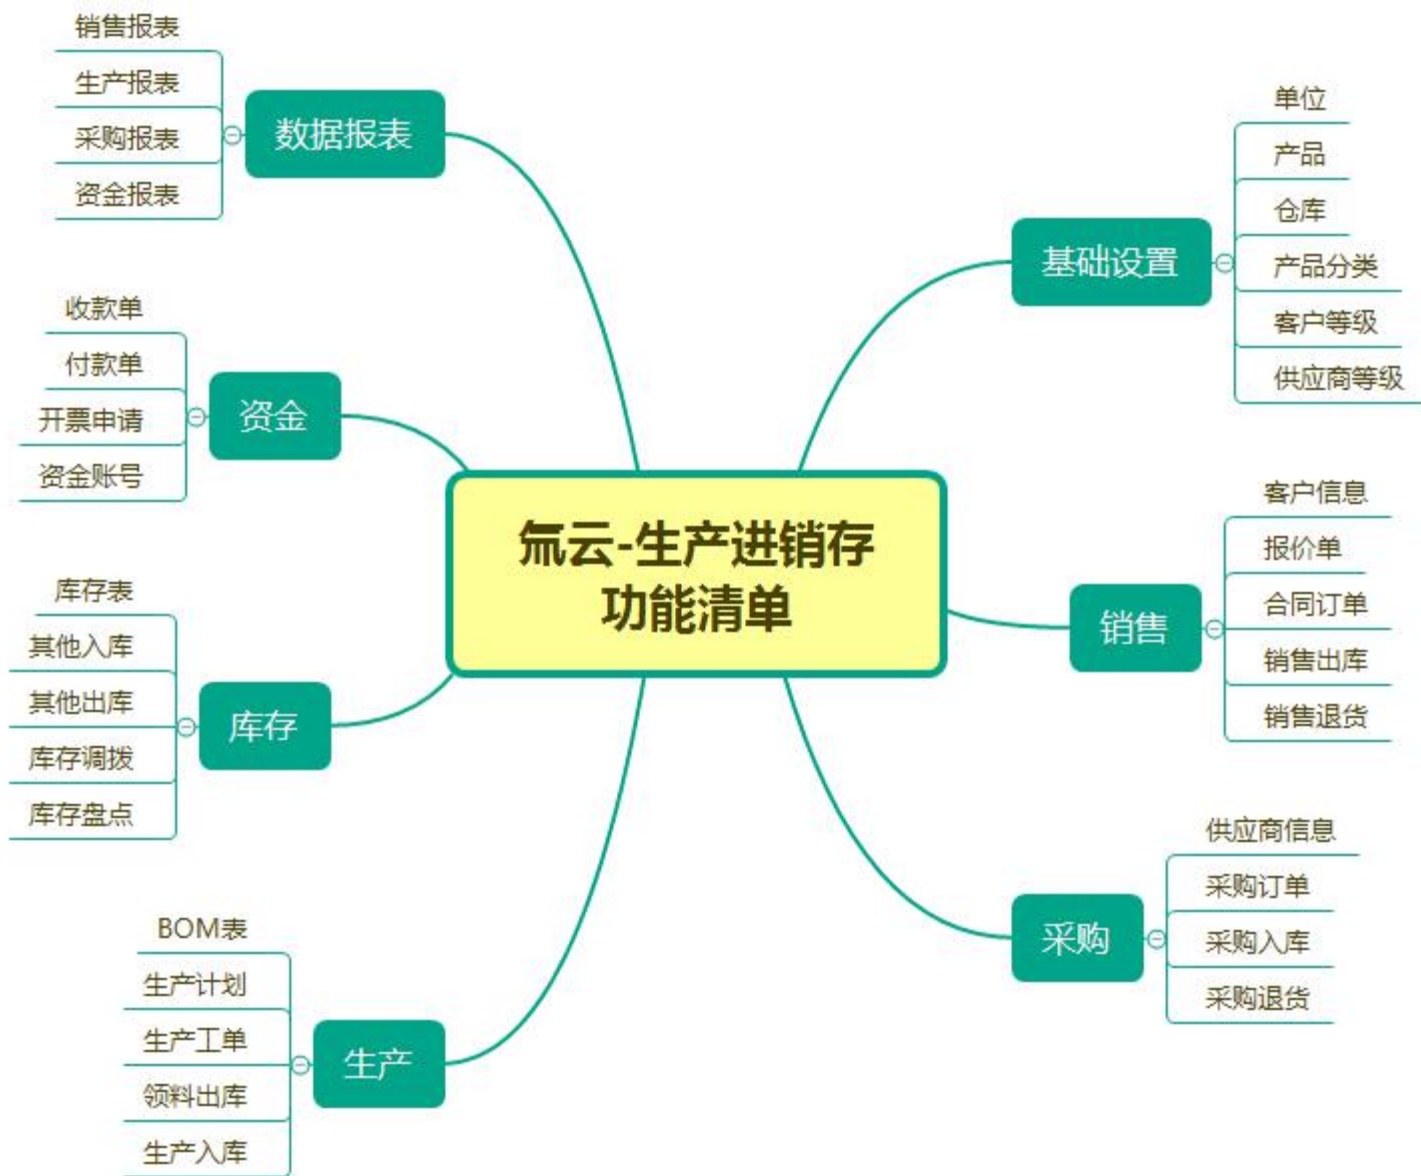 氚云-生产进销存
功能清单
基础设置
单位
产品
仓库
产品分类
客户等级
供应商等级
销售
客户信息
报价单
合同订单
销售出库
销售退货
采购
供应商信息
采购订单
采购入库
采购退货
数据报表
销售报表
生产报表
采购报表
资金报表
资金
收款单
付款单
开票申请
资金账号
库存
库存表
其他入库
其他出库
库存调拨
库存盘点
生产
BOM表
生产计划
生产工单
领料出库
生产入库